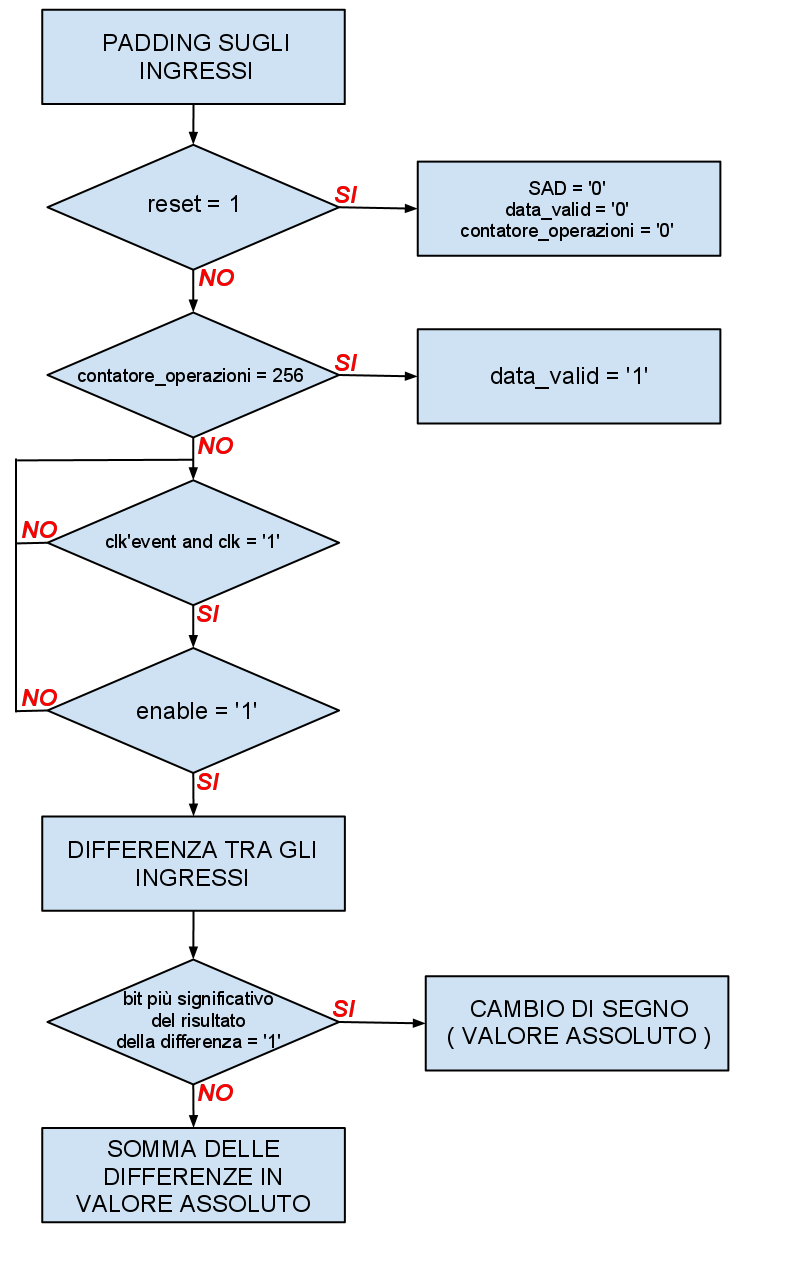 PADDING SUGLI
INGRESSI
reset = 1
SI
SAD = '0'
data_valid = '0'
contatore_operazioni = '0'
NO
contatore_operazioni = 256
SI
data_valid = '1'
NO
clk'event and clk = '1'
NO
SI
enable = '1'
NO
SI
DIFFERENZA TRA GLI
INGRESSI
bit più significativo
del risultato
della differenza = '1'
SI
CAMBIO DI SEGNO
( VALORE ASSOLUTO )
NO
SOMMA DELLE
DIFFERENZE IN
VALORE ASSOLUTO